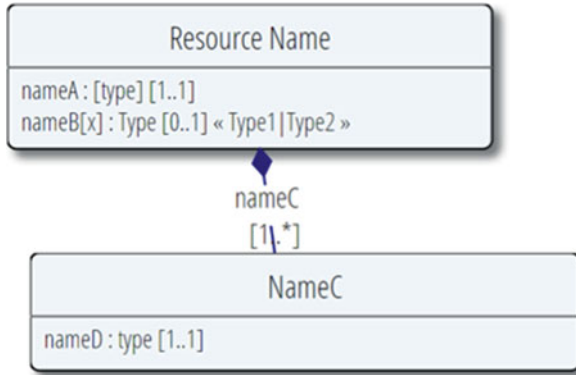 Resource Name
nameA : [type] [1..1]
nameB[x] : Type [0..1] « Type1|Type2 »
nameC
[1..*]
NameC
nameD : type [1..1]